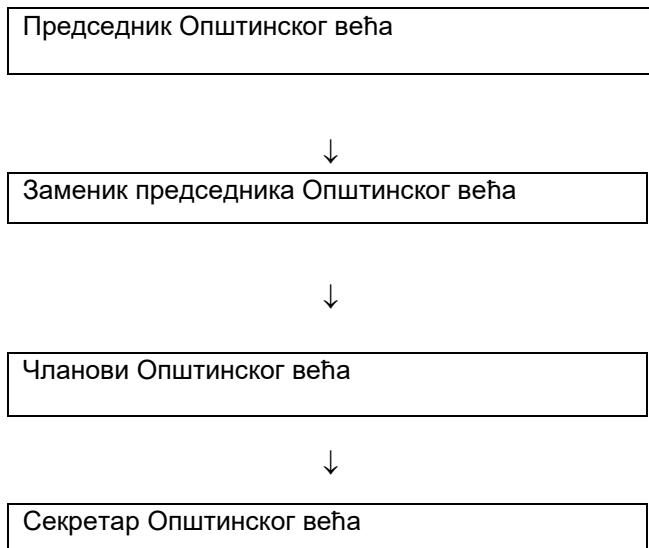 Председник Општинског већа
↓
Заменик председника Општинског већа
↓
Чланови Општинског већа
↓
Секретар Општинског већа